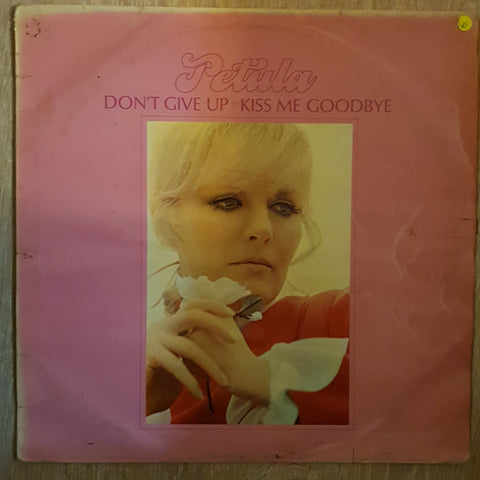 Petula
DON'T GIVE UP • KISS ME GOODBYE